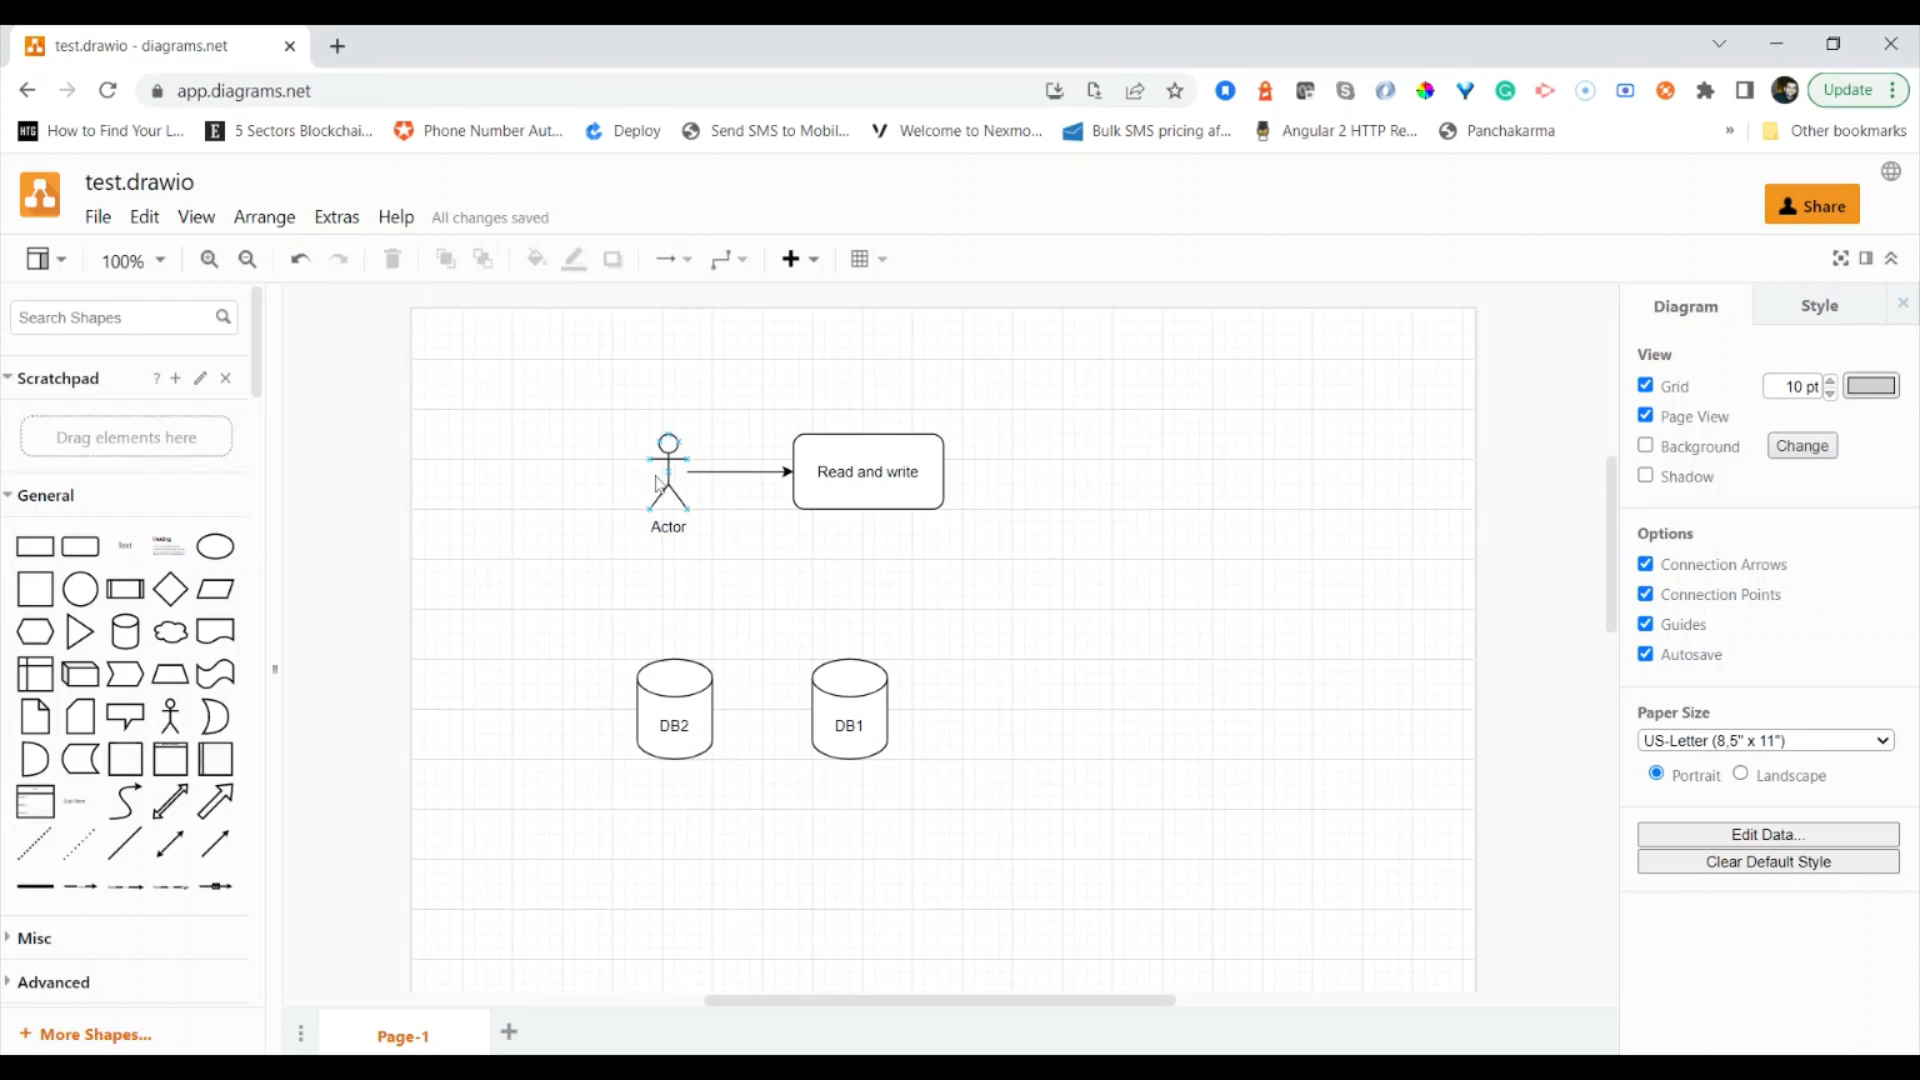 test.drawio - diagrams.net
app.diagrams.net
Update
HTG How to Find Your L...
E 5 Sectors Blockchai...
Phone Number Aut...
Deploy
Send SMS to Mobil...
Welcome to Nexmo...
Bulk SMS pricing af...
Angular 2 HTTP Re...
Panchakarma
»
Other bookmarks
test.drawio
File Edit View Arrange Extras Help All changes saved
Share
100%
Search Shapes
Scratchpad ?
Drag elements here
General
Text
Heading
List Item
Misc
Advanced
+ More Shapes...
Actor
Read and write
DB2
DB1
Page-1
Diagram Style
View
Grid 10 pt
Page View
Background Change
Shadow
Options
Connection Arrows
Connection Points
Guides
Autosave
Paper Size
US-Letter (8,5" x 11")
Portrait Landscape
Edit Data...
Clear Default Style